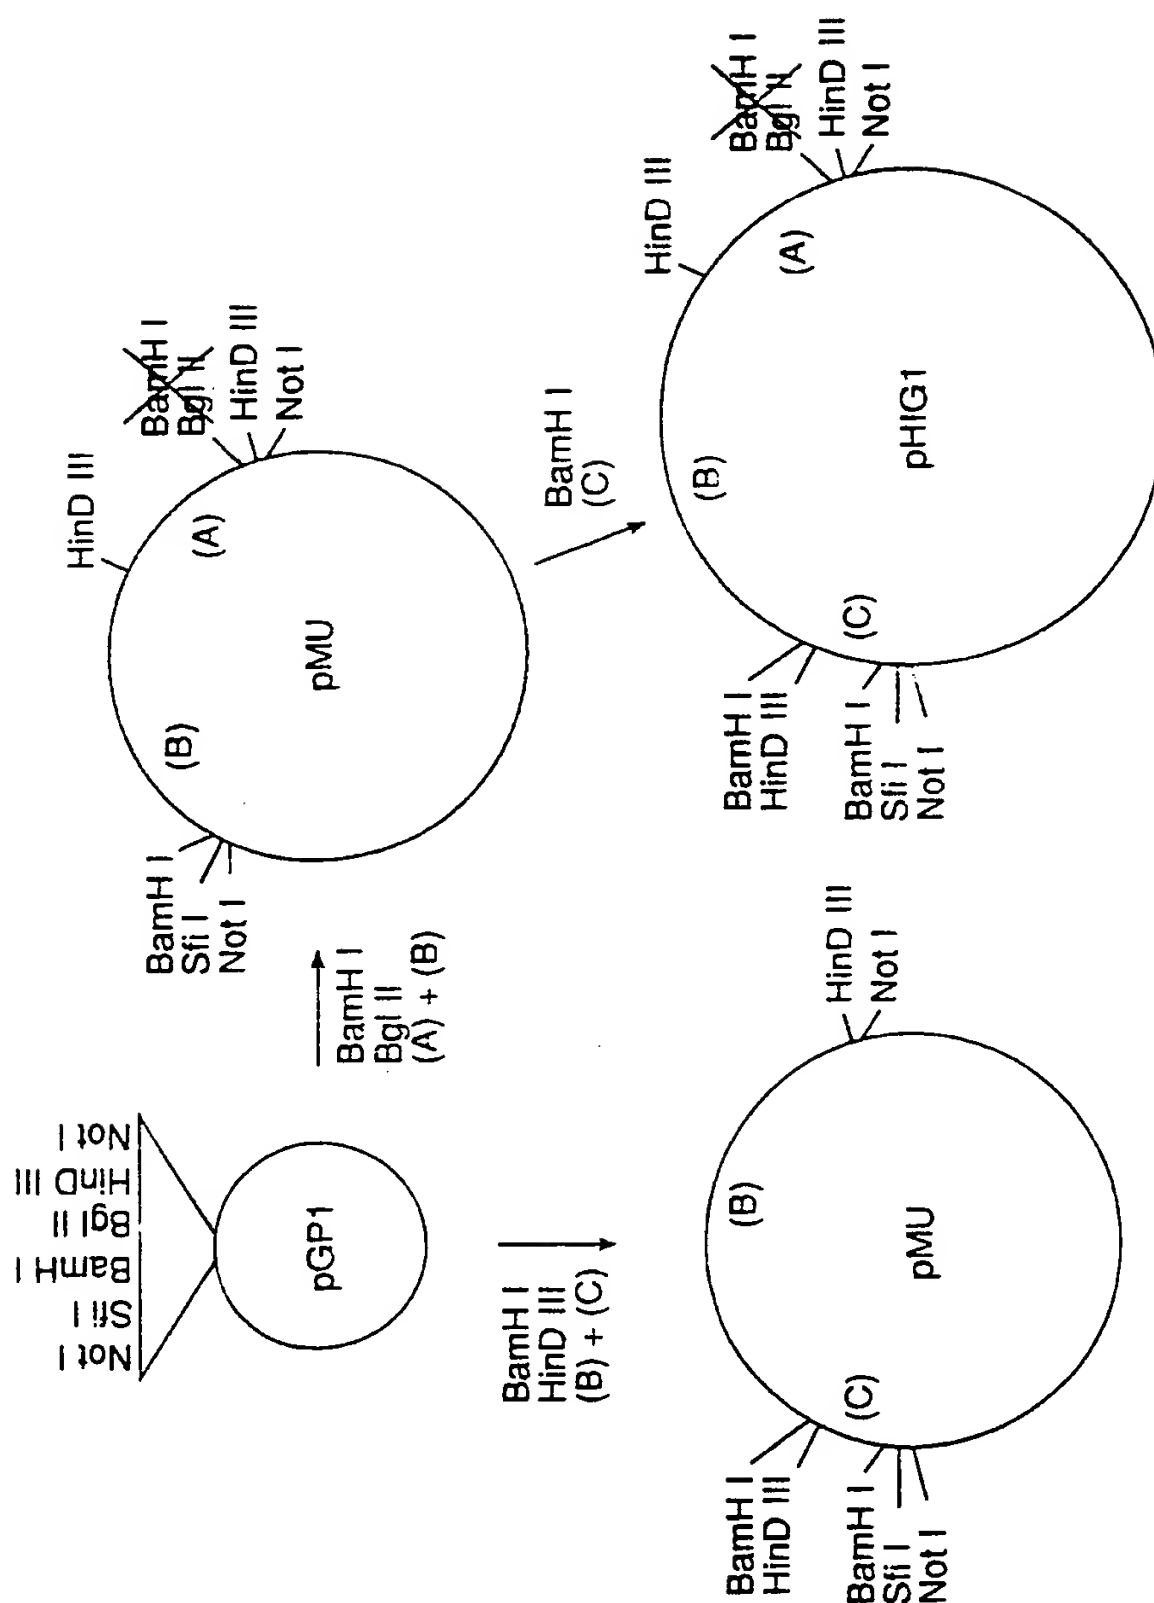 Not I
Sfi I
BamH I
Bgl II
HinD III
Not I
pGP1
BamH I
Bgl II
(A) + (B)
BamH I
Sfi I
Not I
(B)
pMU
(A)
HinD III
BamH I
Bgl II
HinD III
Not I
BamH I
HinD III
(B) + (C)
BamH I
(C)
BamH I
HinD III
BamH I
Sfi I
Not I
(C)
(B)
pMU
HinD III
Not I
BamH I
HinD III
BamH I
Sfi I
Not I
(C)
(B)
(A)
pHIG1
HinD III
BamH I
Bgl II
HinD III
Not I